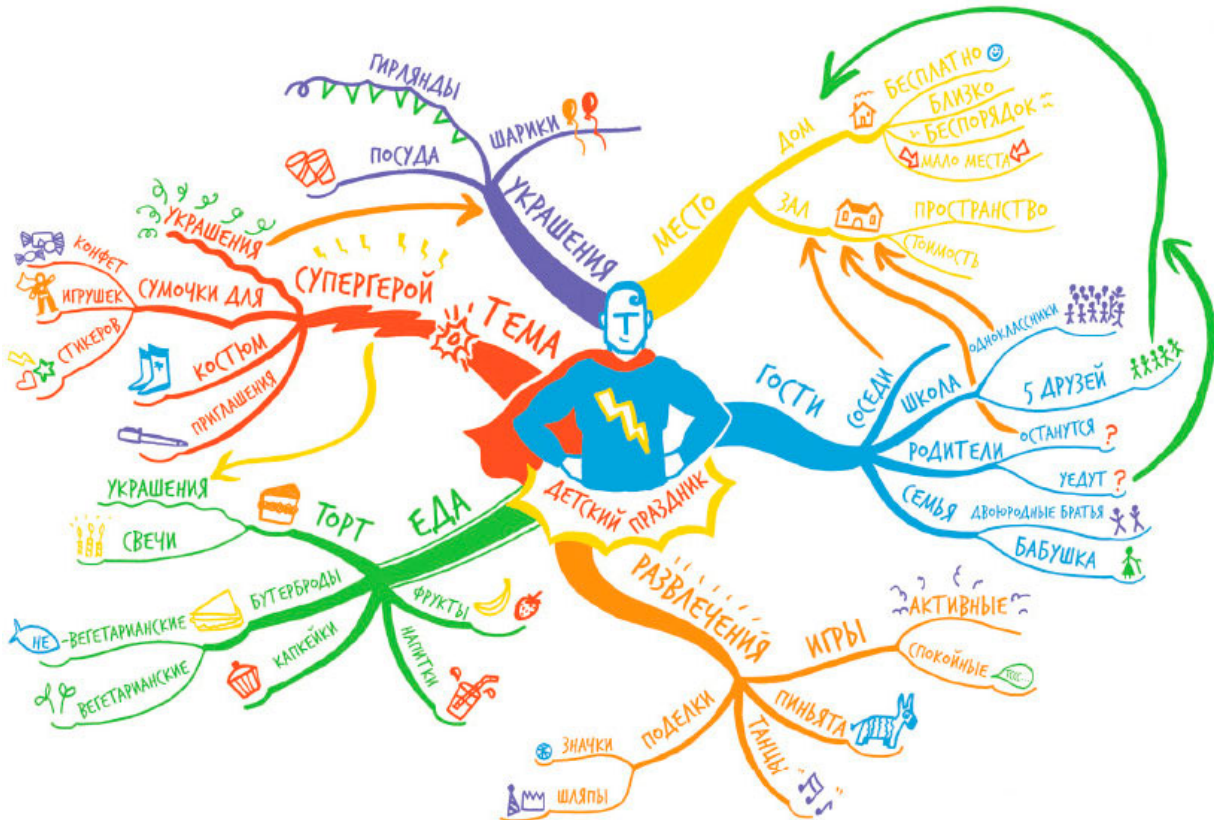 ДЕТСКИЙ ПРАЗДНИК
МЕСТО
ДОМ
БЕСПЛАТНО
БЛИЗКО
БЕСПОРЯДОК
МАЛО МЕСТА
ЗАЛ
ПРОСТРАНСТВО
СТОИМОСТЬ
ГОСТИ
СОСЕДИ
ШКОЛА
ОДНОКЛАССНИКИ
5 ДРУЗЕЙ
РОДИТЕЛИ
ОСТАНУТСЯ ?
УЕДУТ ?
СЕМЬЯ
ДВОЮРОДНЫЕ БРАТЬЯ
БАБУШКА
РАЗВЛЕЧЕНИЯ
ИГРЫ
АКТИВНЫЕ
СПОКОЙНЫЕ
ПИНЬЯТА
ТАНЦЫ
ПОДЕЛКИ
ЗНАЧКИ
ШЛЯПЫ
ЕДА
ТОРТ
УКРАШЕНИЯ
СВЕЧИ
БУТЕРБРОДЫ
НЕ-ВЕГЕТАРИАНСКИЕ
ВЕГЕТАРИАНСКИЕ
КАПКЕЙКИ
НАПИТКИ
ФРУКТЫ
ТЕМА
СУПЕРГЕРОЙ
УКРАШЕНИЯ
СУМОЧКИ ДЛЯ
КОНФЕТ
ИГРУШЕК
СТИКЕРОВ
КОСТЮМ
ПРИГЛАШЕНИЯ
УКРАШЕНИЯ
ГИРЛЯНДЫ
ПОСУДА
ШАРИКИ